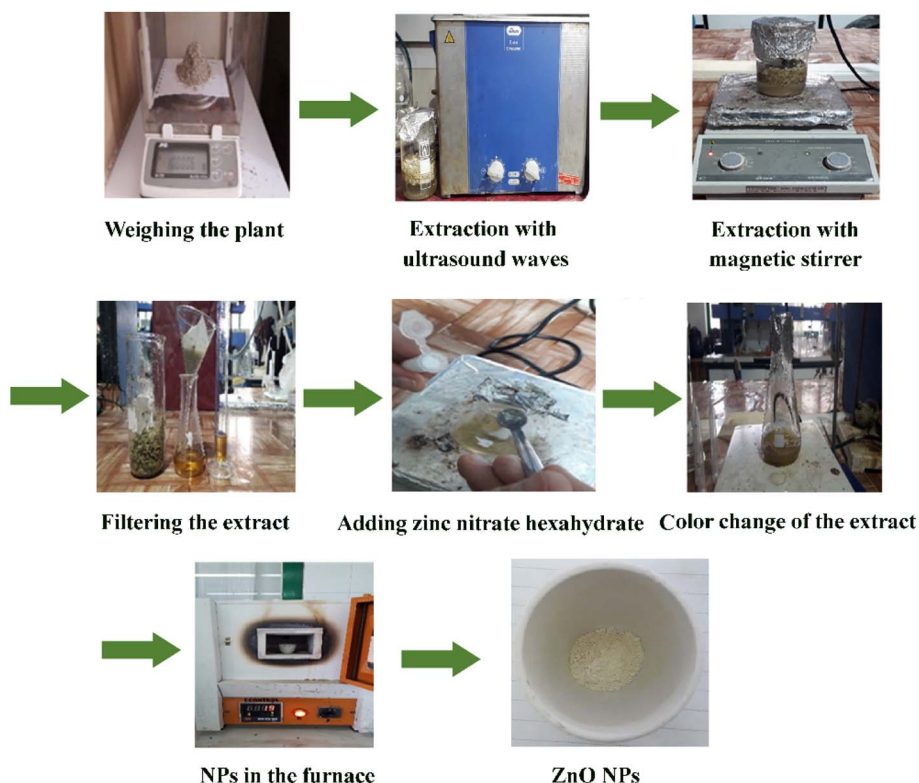 Weighing the plant
Extraction with
ultrasound waves
Extraction with
magnetic stirrer
Filtering the extract
Adding zinc nitrate hexahydrate
Color change of the extract
NPs in the furnace
ZnO NPs